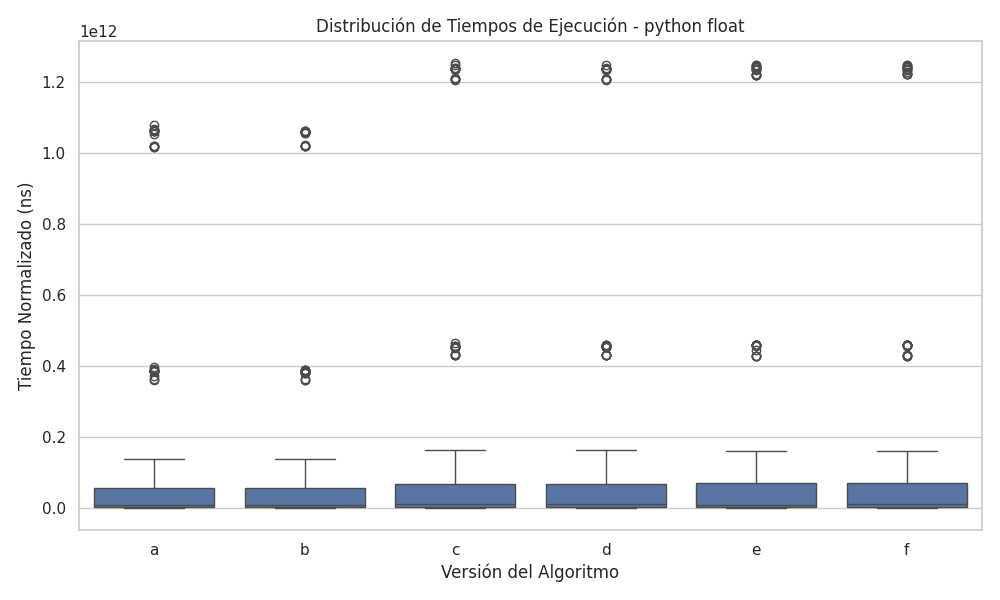 Distribución de Tiempos de Ejecución - python float
1e12
1.2
1.0
0.8
0.6
0.4
0.2
0.0
Tiempo Normalizado (ns)
a b c d e f
Versión del Algoritmo